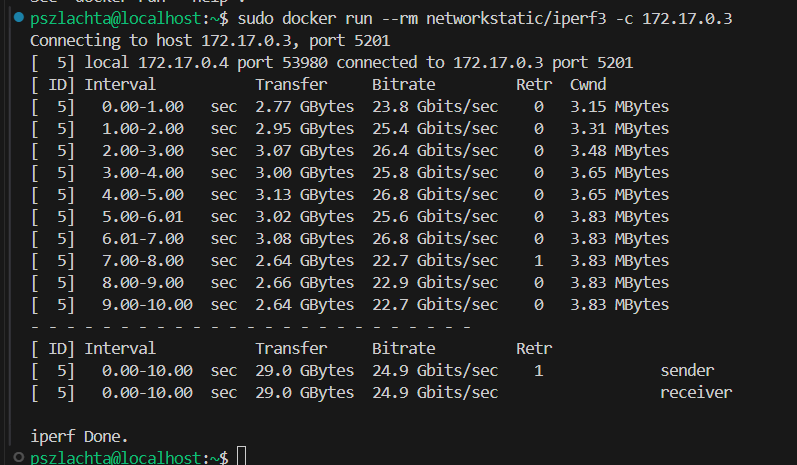 pszlachta@localhost:~$ sudo docker run --rm networkstatic/iperf3 -c 172.17.0.3
Connecting to host 172.17.0.3, port 5201
[  5] local 172.17.0.4 port 53980 connected to 172.17.0.3 port 5201
[ ID] Interval           Transfer     Bitrate         Retr  Cwnd
[  5]   0.00-1.00   sec  2.77 GBytes  23.8 Gbits/sec    0   3.15 MBytes
[  5]   1.00-2.00   sec  2.95 GBytes  25.4 Gbits/sec    0   3.31 MBytes
[  5]   2.00-3.00   sec  3.07 GBytes  26.4 Gbits/sec    0   3.48 MBytes
[  5]   3.00-4.00   sec  3.00 GBytes  25.8 Gbits/sec    0   3.65 MBytes
[  5]   4.00-5.00   sec  3.13 GBytes  26.8 Gbits/sec    0   3.65 MBytes
[  5]   5.00-6.01   sec  3.02 GBytes  25.6 Gbits/sec    0   3.83 MBytes
[  5]   6.01-7.00   sec  3.08 GBytes  26.8 Gbits/sec    0   3.83 MBytes
[  5]   7.00-8.00   sec  2.64 GBytes  22.7 Gbits/sec    1   3.83 MBytes
[  5]   8.00-9.00   sec  2.66 GBytes  22.9 Gbits/sec    0   3.83 MBytes
[  5]   9.00-10.00  sec  2.64 GBytes  22.7 Gbits/sec    0   3.83 MBytes
- - - - - - - - - - - - - - - - - - - - - - - - -
[ ID] Interval           Transfer     Bitrate         Retr
[  5]   0.00-10.00  sec  29.0 GBytes  24.9 Gbits/sec    1             sender
[  5]   0.00-10.00  sec  29.0 GBytes  24.9 Gbits/sec                  receiver
iperf Done.
pszlachta@localhost:~$